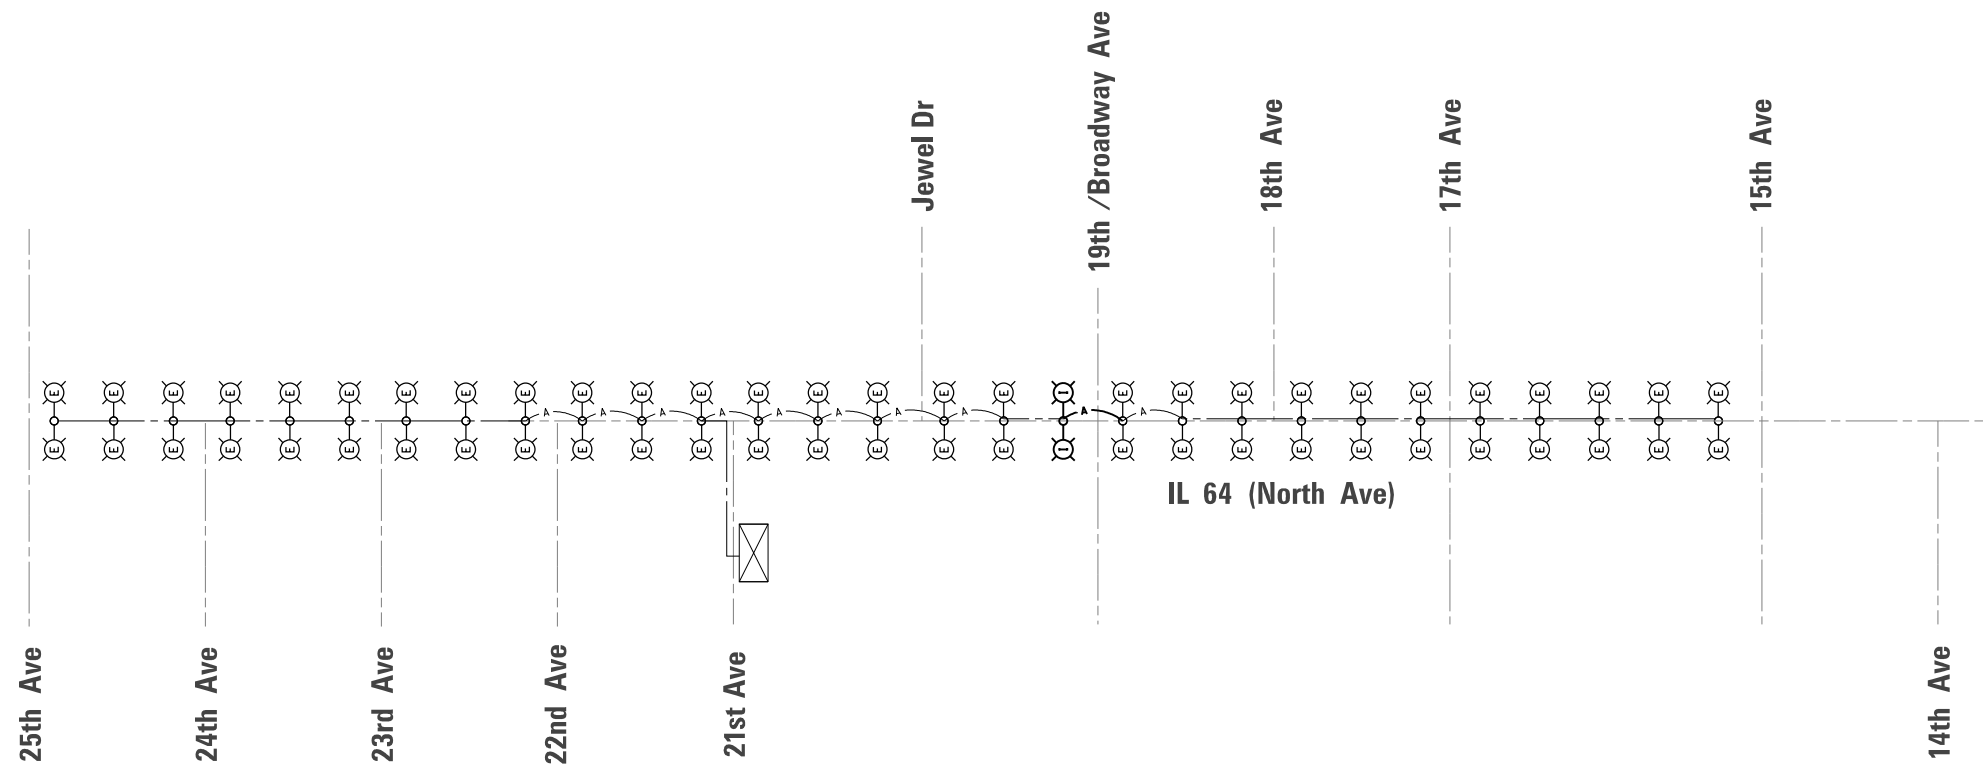 Jewel Dr
19th /Broadway Ave
18th Ave
17th Ave
15th Ave
E E E E E E E E E E E E E E E E E I E E E E E E E E E E E
A A A A A A A A A A
E E E E E E E E E E E E E E E E E I E E E E E E E E E E E
IL 64 (North Ave)
25th Ave
24th Ave
23rd Ave
22nd Ave
21st Ave
14th Ave